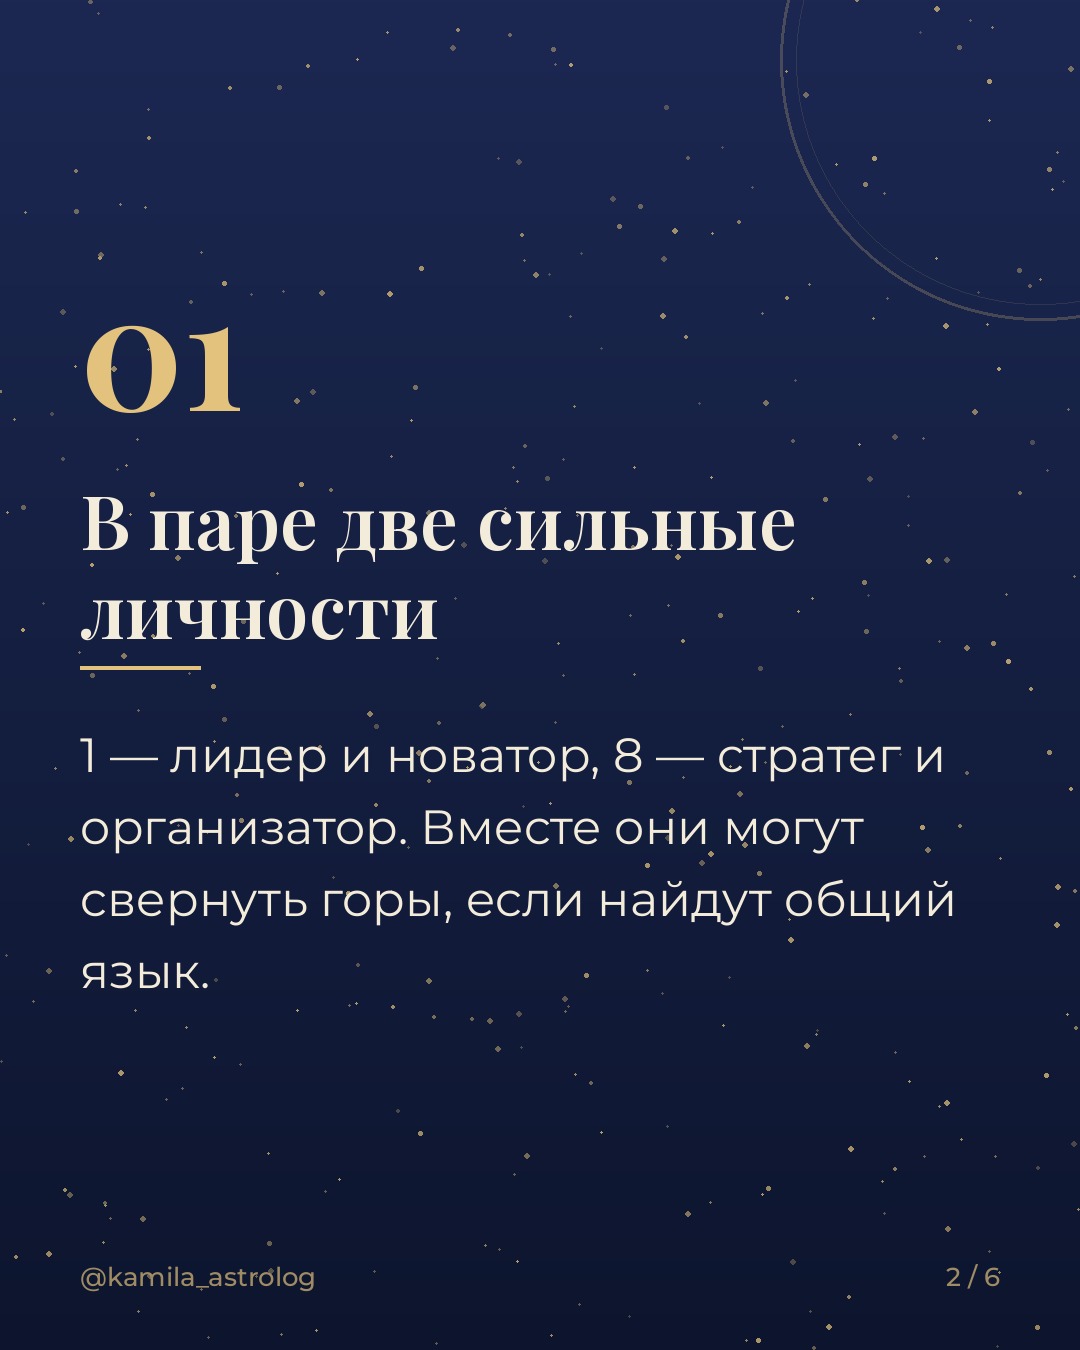 01
В паре две сильные
личности
1 — лидер и новатор, 8 — стратег и
организатор. Вместе они могут
свернуть горы, если найдут общий
язык.
@kamila_astrolog
2 / 6